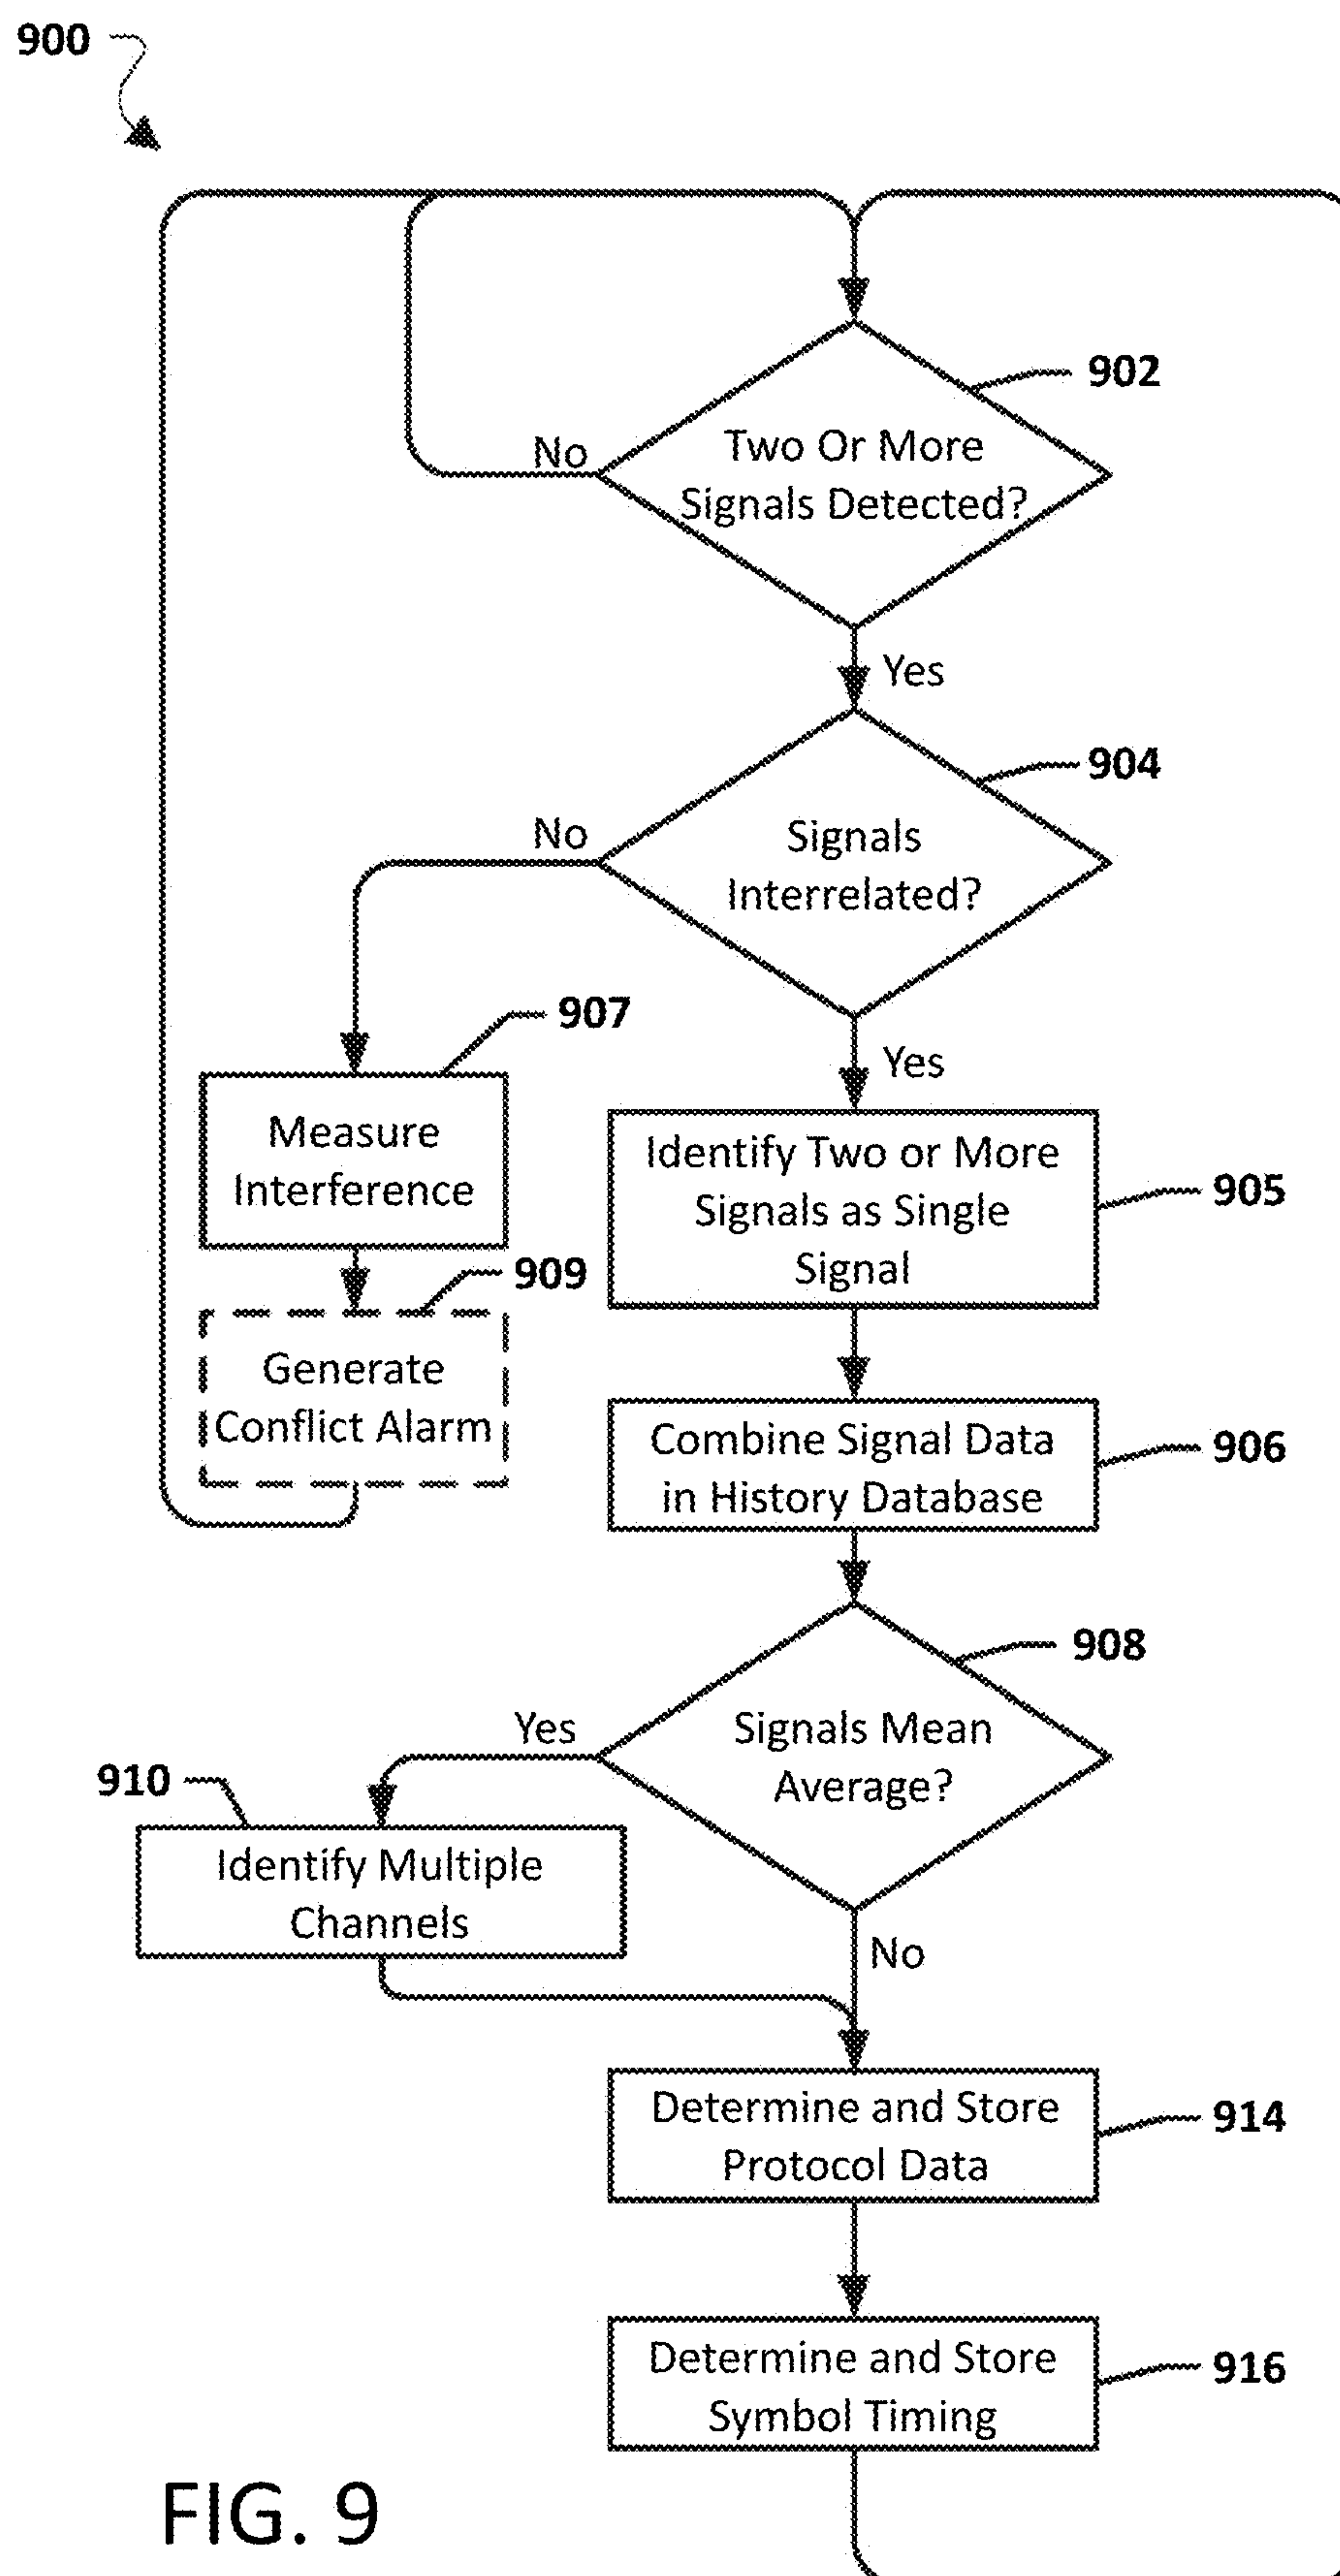 900
902
Two Or More
Signals Detected?
No
Yes
904
Signals
Interrelated?
No
Yes
907
Measure
Interference
905
Identify Two or More
Signals as Single
Signal
909
Generate
Conflict Alarm
906
Combine Signal Data
in History Database
908
Signals Mean
Average?
Yes
910
Identify Multiple
Channels
No
914
Determine and Store
Protocol Data
916
Determine and Store
Symbol Timing
FIG. 9